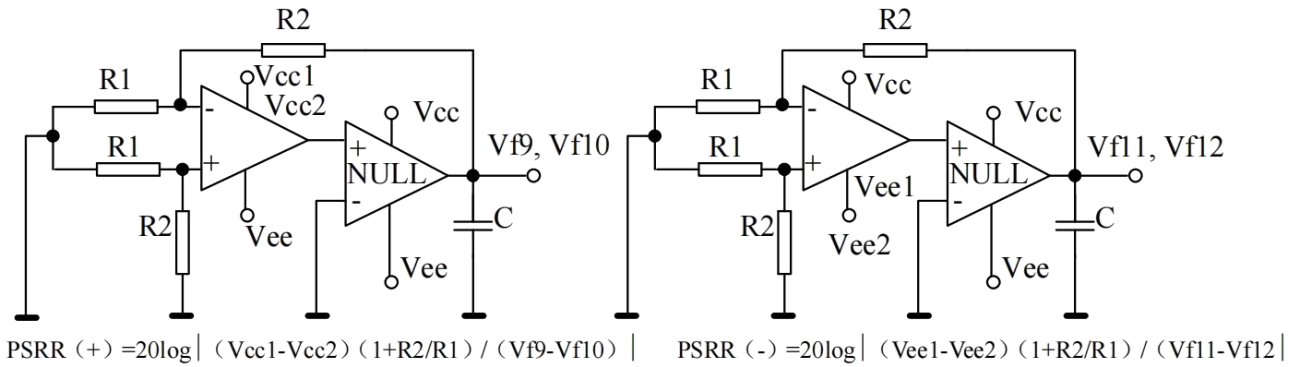 R2
R1
Vcc1
Vcc2
-
Vcc
R1
+
+
NULL
-
Vf9, Vf10
R2
Vee
C
Vee
R2
R1
Vcc
-
Vcc
R1
+
+
NULL
-
Vf11, Vf12
Vee1
R2
Vee2
C
Vee
PSRR（+）=20log|（Vcc1-Vcc2）（1+R2/R1）/（Vf9-Vf10）|
PSRR（-）=20log|（Vee1-Vee2）（1+R2/R1）/（Vf11-Vf12|